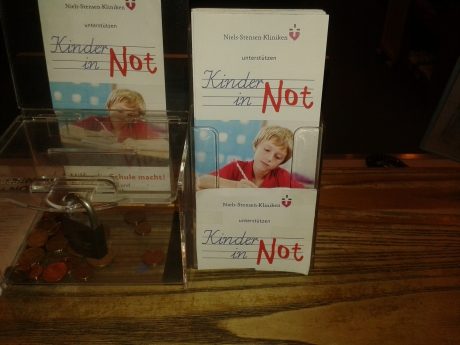 Niels-Stensen-Kliniken
unterstützen
Kinder
in Not
Schule macht!
Niels-Stensen-Kliniken
unterstützen
Kinder
in Not
Niels-Stensen-Kliniken
unterstützen
Kinder
in Not